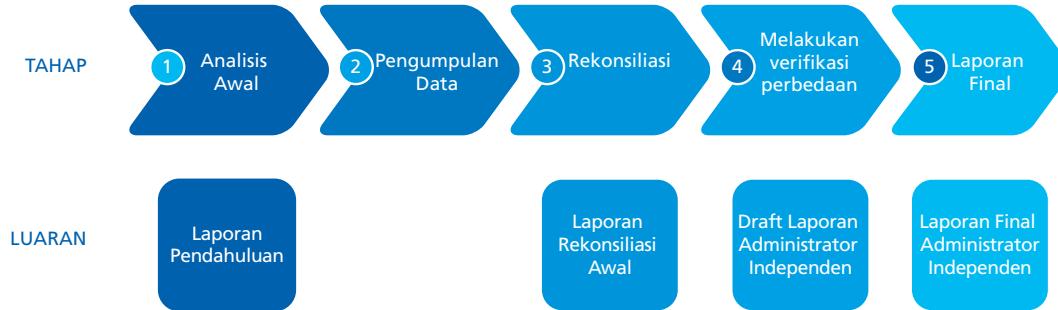 TAHAP
1 Analisis
Awal
2 Pengumpulan
Data
3 Rekonsiliasi
4 Melakukan
verifikasi
perbedaan
5 Laporan
Final
LUARAN
Laporan
Pendahuluan
Laporan
Rekonsiliasi
Awal
Draft Laporan
Administrator
Independen
Laporan Final
Administrator
Independen